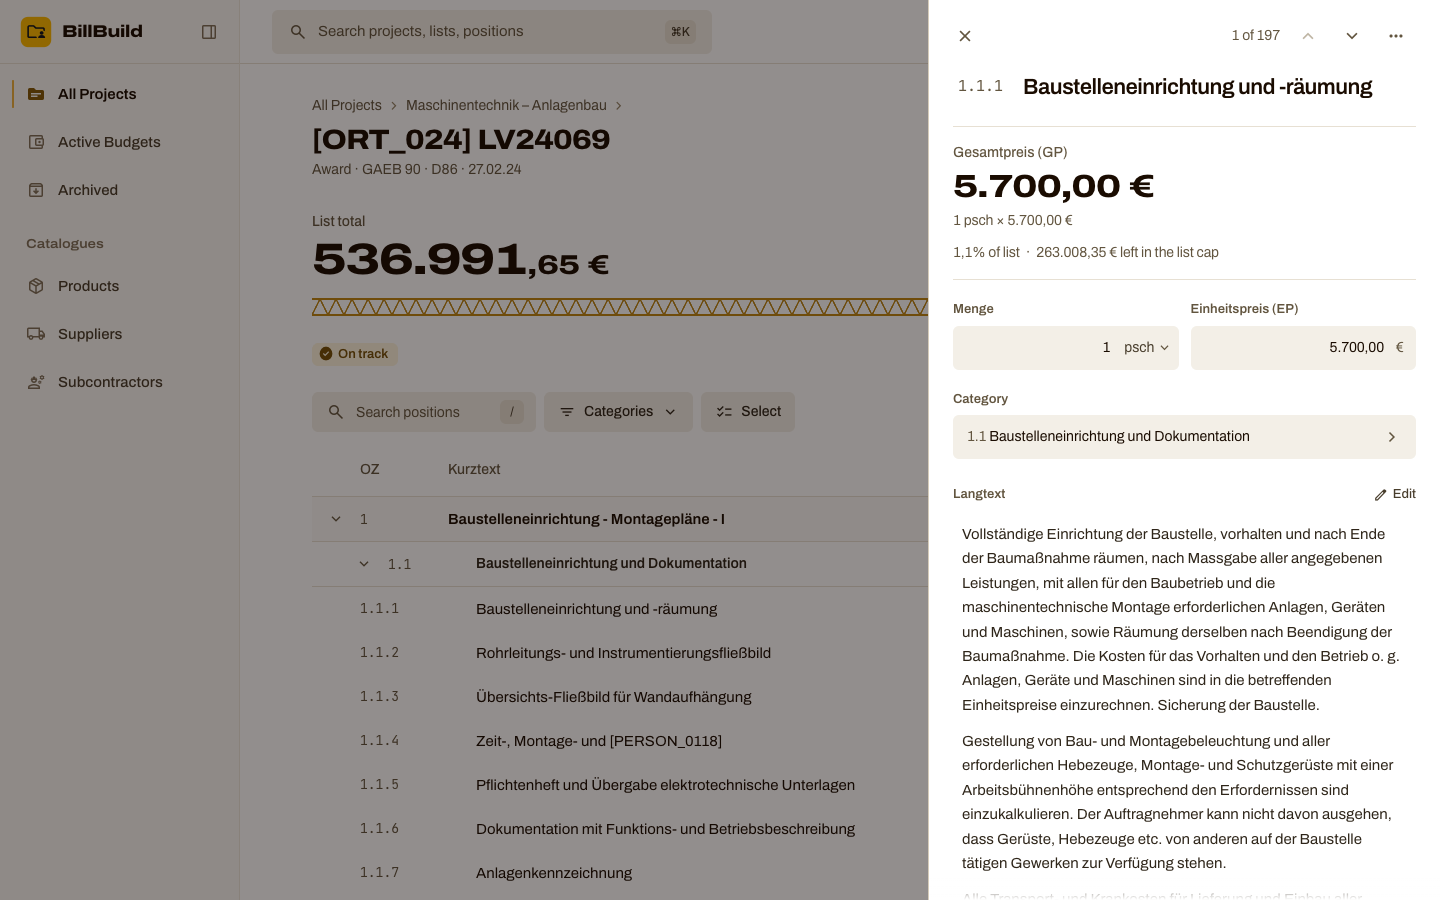 BillBuild
Search projects, lists, positions
⌘K
All Projects
Active Budgets
Archived
Catalogues
Products
Suppliers
Subcontractors
All Projects
Maschinentechnik – Anlagenbau
[ORT_024] LV24069
Award · GAEB 90 · D86 · 27.02.24
List total
536.991,65 €
On track
Search positions
/
Categories
Select
OZ Kurztext
1 Baustelleneinrichtung - Montagepläne - I
1.1 Baustelleneinrichtung und Dokumentation
1.1.1 Baustelleneinrichtung und -räumung
1.1.2 Rohrleitungs- und Instrumentierungsfließbild
1.1.3 Übersichts-Fließbild für Wandaufhängung
1.1.4 Zeit-, Montage- und [PERSON_0118]
1.1.5 Pflichtenheft und Übergabe elektrotechnische Unterlagen
1.1.6 Dokumentation mit Funktions- und Betriebsbeschreibung
1.1.7 Anlagenkennzeichnung
1 of 197
1.1.1 Baustelleneinrichtung und -räumung
Gesamtpreis (GP)
5.700,00 €
1 psch × 5.700,00 €
1,1% of list · 263.008,35 € left in the list cap
Menge
1 psch
Einheitspreis (EP)
5.700,00 €
Category
1.1 Baustelleneinrichtung und Dokumentation
Langtext
Edit
Vollständige Einrichtung der Baustelle, vorhalten und nach Ende
der Baumaßnahme räumen, nach Massgabe aller angegebenen
Leistungen, mit allen für den Baubetrieb und die
maschinentechnische Montage erforderlichen Anlagen, Geräten
und Maschinen, sowie Räumung derselben nach Beendigung der
Baumaßnahme. Die Kosten für das Vorhalten und den Betrieb o. g.
Anlagen, Geräte und Maschinen sind in die betreffenden
Einheitspreise einzurechnen. Sicherung der Baustelle.
Gestellung von Bau- und Montagebeleuchtung und aller
erforderlichen Hebezeuge, Montage- und Schutzgerüste mit einer
Arbeitsbühnenhöhe entsprechend den Erfordernissen sind
einzukalkulieren. Der Auftragnehmer kann nicht davon ausgehen,
dass Gerüste, Hebezeuge etc. von anderen auf der Baustelle
tätigen Gewerken zur Verfügung stehen.
Alle Transport- und Krankosten für Lieferung und Einbau aller